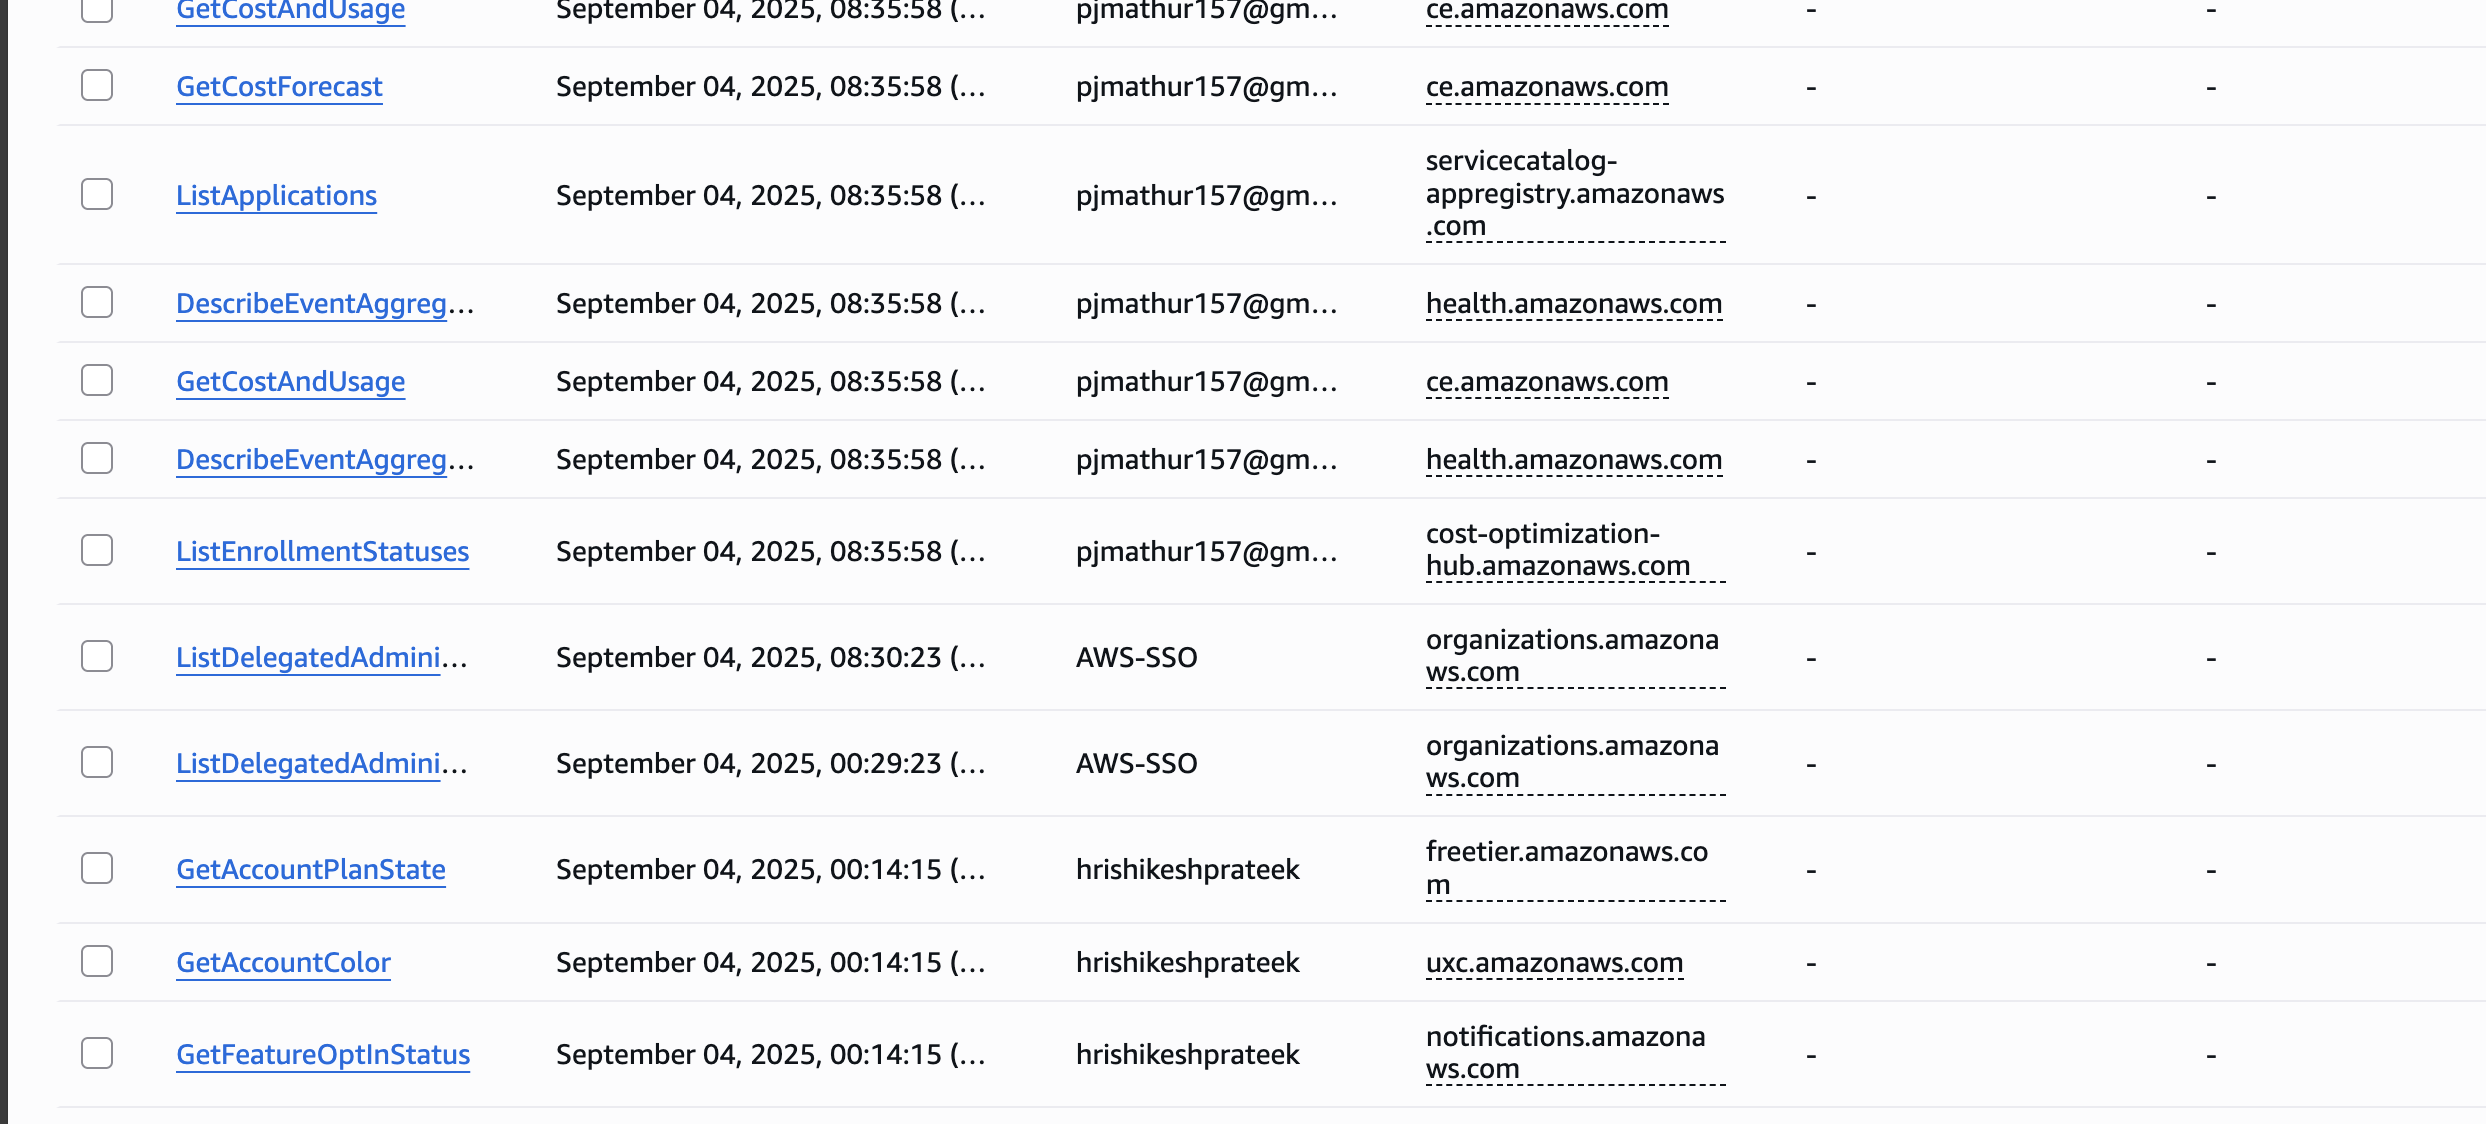 GetCostAndUsage September 04, 2025, 08:35:58 (... pjmathur157@gm... ce.amazonaws.com - -
GetCostForecast September 04, 2025, 08:35:58 (... pjmathur157@gm... ce.amazonaws.com - -
ListApplications September 04, 2025, 08:35:58 (... pjmathur157@gm... servicecatalog-
appregistry.amazonaws
.com - -
DescribeEventAggreg... September 04, 2025, 08:35:58 (... pjmathur157@gm... health.amazonaws.com - -
GetCostAndUsage September 04, 2025, 08:35:58 (... pjmathur157@gm... ce.amazonaws.com - -
DescribeEventAggreg... September 04, 2025, 08:35:58 (... pjmathur157@gm... health.amazonaws.com - -
ListEnrollmentStatuses September 04, 2025, 08:35:58 (... pjmathur157@gm... cost-optimization-
hub.amazonaws.com - -
ListDelegatedAdmini... September 04, 2025, 08:30:23 (... AWS-SSO organizations.amazona
ws.com - -
ListDelegatedAdmini... September 04, 2025, 00:29:23 (... AWS-SSO organizations.amazona
ws.com - -
GetAccountPlanState September 04, 2025, 00:14:15 (... hrishikeshprateek freetier.amazonaws.co
m - -
GetAccountColor September 04, 2025, 00:14:15 (... hrishikeshprateek uxc.amazonaws.com - -
GetFeatureOptInStatus September 04, 2025, 00:14:15 (... hrishikeshprateek notifications.amazona
ws.com - -